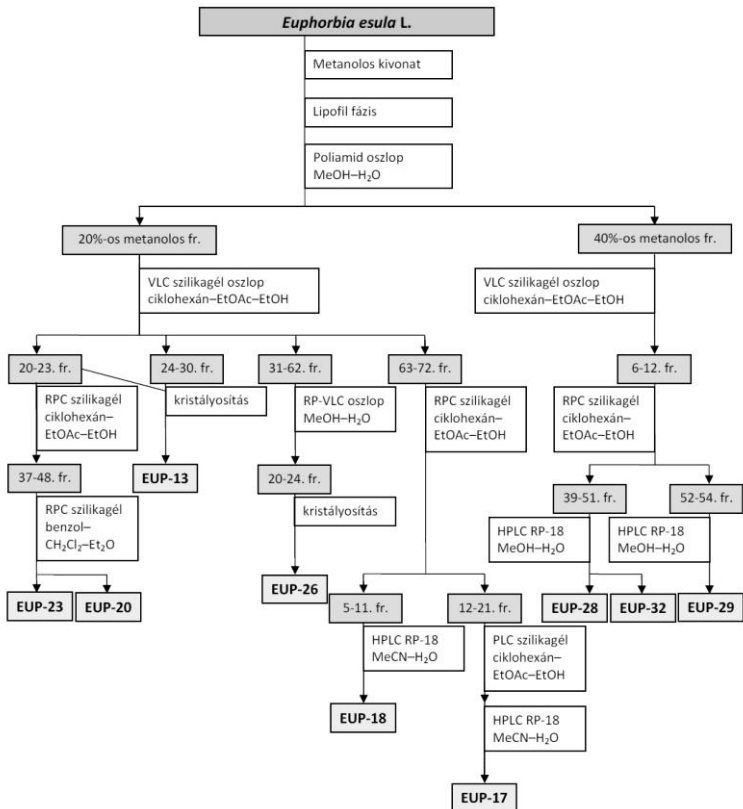 Euphorbia esula L.
Metanolos kivonat
Lipofil fázis
Poliamid oszlop
MeOH–H₂O
20%-os metanolos fr.
40%-os metanolos fr.
VLC szilikagél oszlop
ciklohexán–EtOAc–EtOH
VLC szilikagél oszlop
ciklohexán–EtOAc–EtOH
20-23. fr.
24-30. fr.
31-62. fr.
63-72. fr.
6-12. fr.
RPC szilikagél
ciklohexán–
EtOAc–EtOH
kristályosítás
RP-VLC oszlop
MeOH–H₂O
RPC szilikagél
ciklohexán–
EtOAc–EtOH
RPC szilikagél
ciklohexán–
EtOAc–EtOH
37-48. fr.
EUP-13
20-24. fr.
39-51. fr.
52-54. fr.
RPC szilikagél
benzol–
CH₂Cl₂–Et₂O
kristályosítás
HPLC RP-18
MeOH–H₂O
HPLC RP-18
MeOH–H₂O
EUP-23
EUP-20
EUP-26
5-11. fr.
12-21. fr.
EUP-28
EUP-32
EUP-29
HPLC RP-18
MeCN–H₂O
PLC szilikagél
ciklohexán–
EtOAc–EtOH
EUP-18
HPLC RP-18
MeCN–H₂O
EUP-17